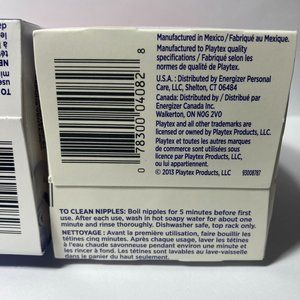 Manufactured in Mexico / Fabriqué au Mexique.
Manufactured to Playtex quality
specifications / Fabriqué selon les
normes de qualité de Playtex.
U.S.A. : Distributed by Energizer Personal
Care, LLC, Shelton, CT 06484
Canada: Distributed by / Distribué par
Energizer Canada Inc.
Walkerton, ON N0G 2V0
Playtex and all other trademarks are
licensed or owned by Playtex Products, LLC.
Playtex et toutes les autres marques
de commerce sont utilisées sous
licence ou appartiennent à
Playtex Products, LLC.
© 2013 Playtex Products, LLC 93008787
0 78300 04082 8
TO CLEAN NIPPLES: Boil nipples for 5 minutes before first
use. After each use, wash in hot soapy water for about one
minute and rinse thoroughly. Dishwasher safe, top rack only.
NETTOYAGE : Avant la première utilisation, faire bouillir les
tétines cinq minutes. Après chaque usage, laver les tétines
à l'eau chaude savonneuse pendant environ une minute et
les rincer à fond. Les tétines sont lavables au lave-vaisselle
dans le panier du haut seulement.